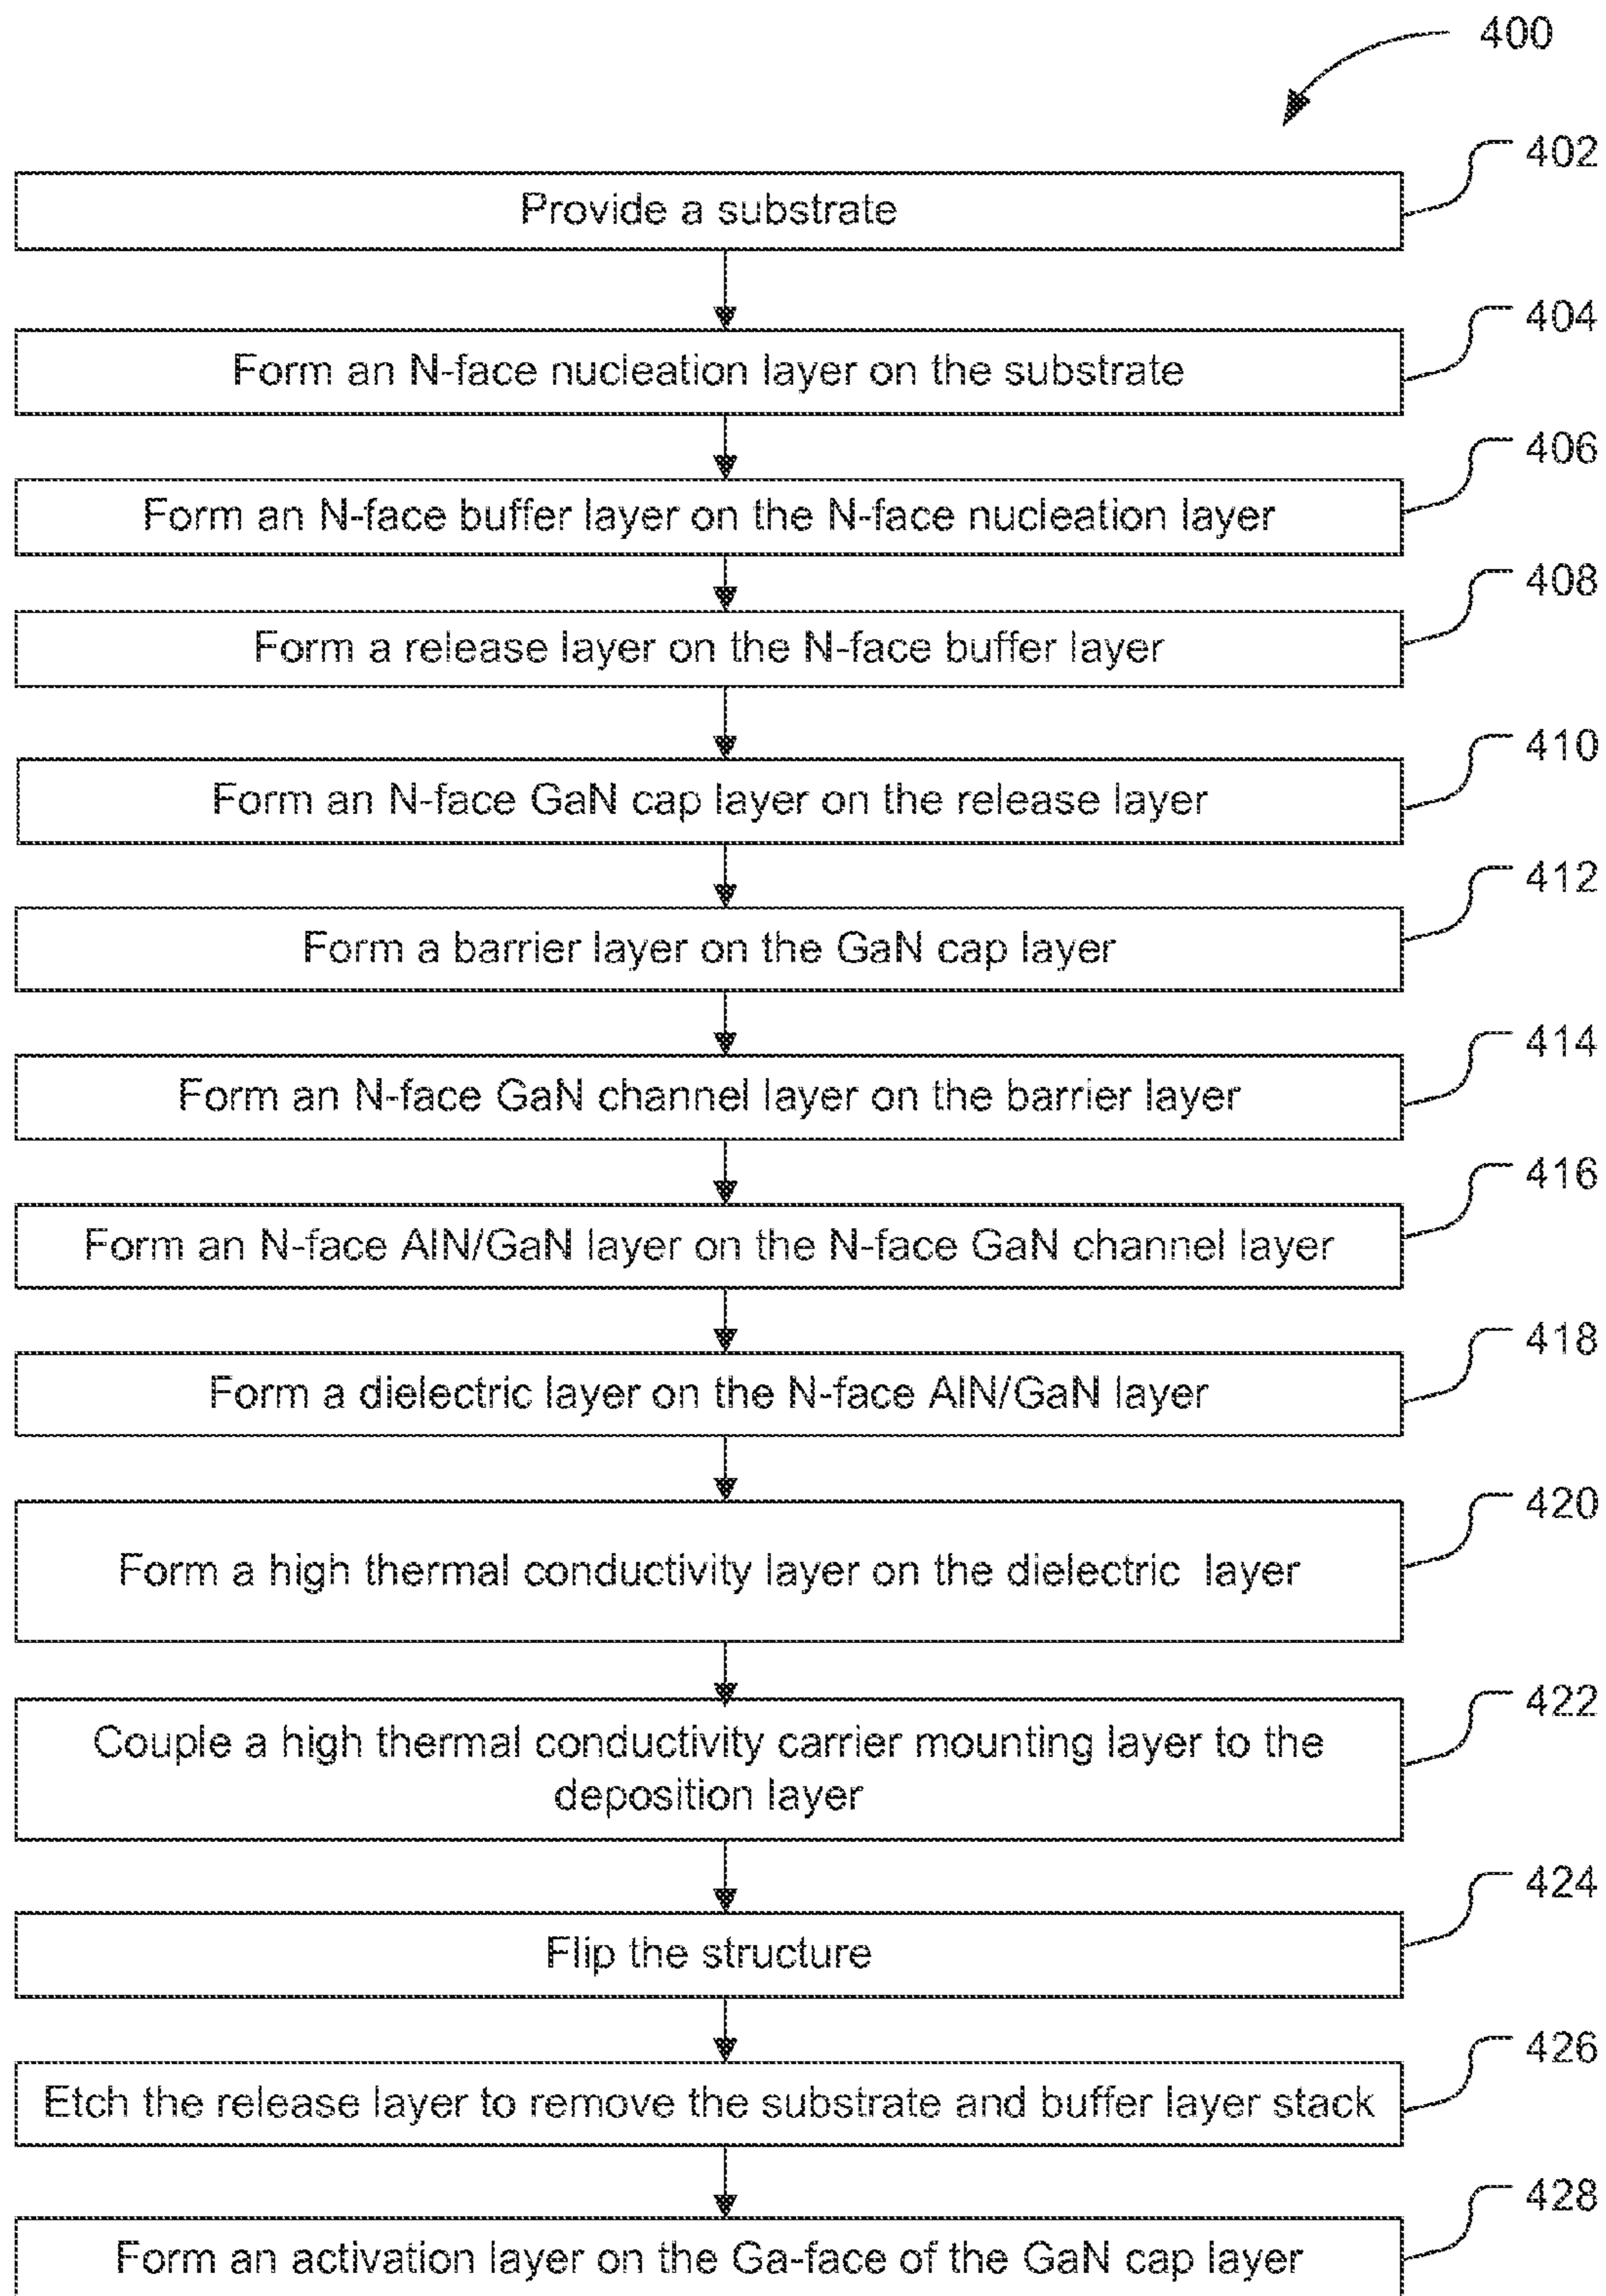 400
402
Provide a substrate
404
Form an N-face nucleation layer on the substrate
406
Form an N-face buffer layer on the N-face nucleation layer
408
Form a release layer on the N-face buffer layer
410
Form an N-face GaN cap layer on the release layer
412
Form a barrier layer on the GaN cap layer
414
Form an N-face GaN channel layer on the barrier layer
416
Form an N-face AlN/GaN layer on the N-face GaN channel layer
418
Form a dielectric layer on the N-face AlN/GaN layer
420
Form a high thermal conductivity layer on the dielectric layer
422
Couple a high thermal conductivity carrier mounting layer to the
deposition layer
424
Flip the structure
426
Etch the release layer to remove the substrate and buffer layer stack
428
Form an activation layer on the Ga-face of the GaN cap layer